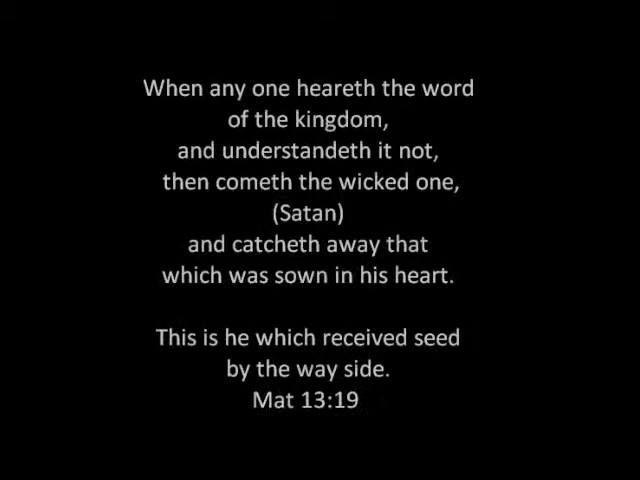 When any one heareth the word
of the kingdom,
and understandeth it not,
then cometh the wicked one,
(Satan)
and catcheth away that
which was sown in his heart.
This is he which received seed
by the way side.
Mat 13:19